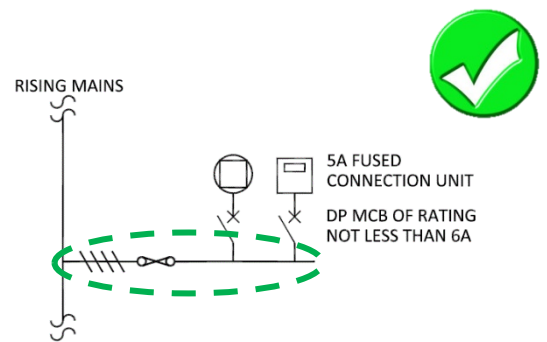 RISING MAINS
5A FUSED
CONNECTION UNIT
DP MCB OF RATING
NOT LESS THAN 6A